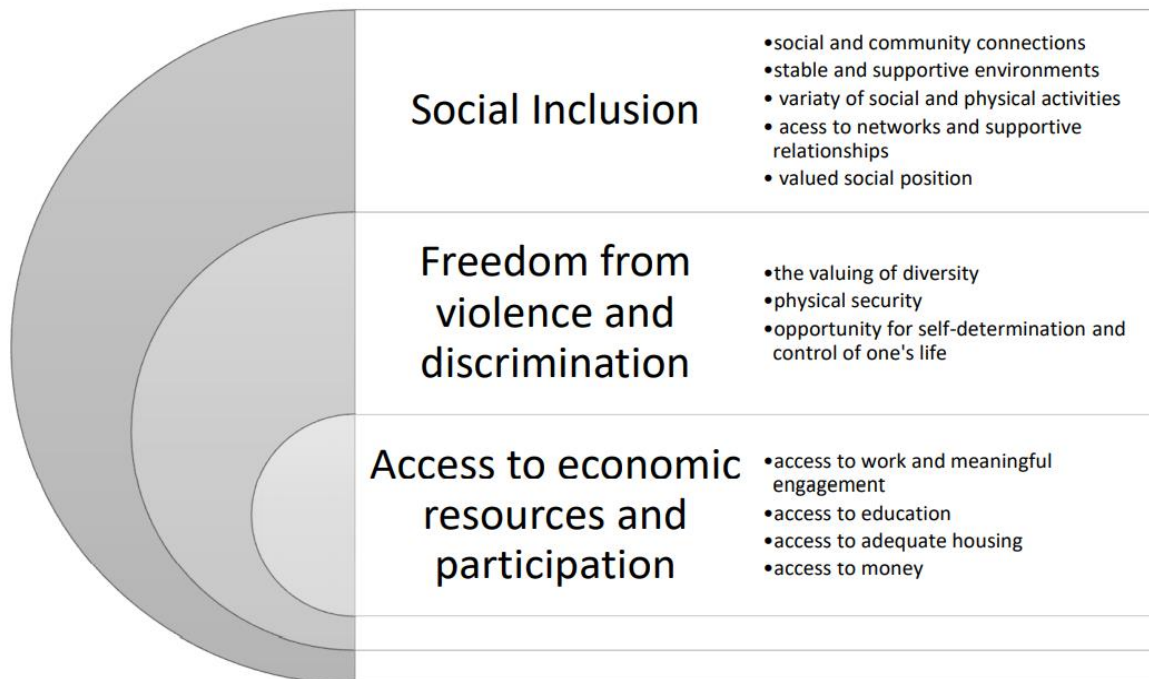 Social Inclusion
•social and community connections
•stable and supportive environments
• variaty of social and physical activities
• acess to networks and supportive
relationships
• valued social position
Freedom from
violence and
discrimination
•the valuing of diversity
•physical security
•opportunity for self-determination and
control of one's life
Access to economic
resources and
participation
•access to work and meaningful
engagement
•access to education
•access to adequate housing
•access to money